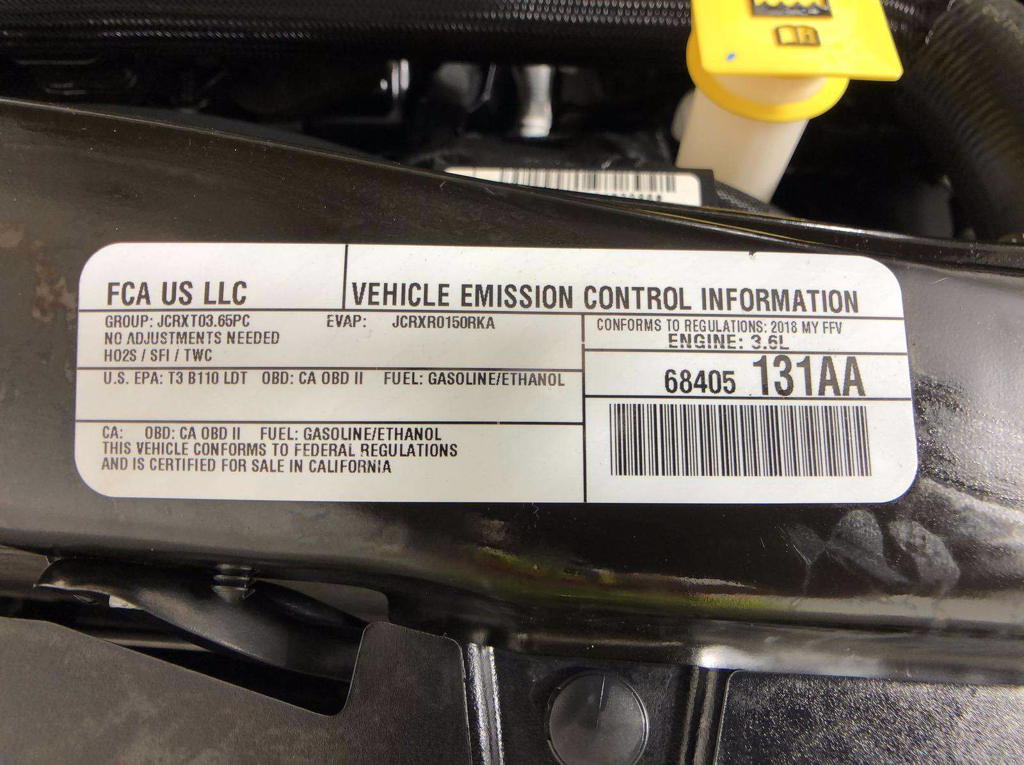 FCA US LLC
VEHICLE EMISSION CONTROL INFORMATION
GROUP: JCRXT03.65PC EVAP: JCRXR0150RKA
NO ADJUSTMENTS NEEDED
HO2S / SFI / TWC
CONFORMS TO REGULATIONS: 2018 MY FFV
ENGINE: 3.6L
U.S. EPA: T3 B110 LDT OBD: CA OBD II FUEL: GASOLINE/ETHANOL
68405 131AA
CA: OBD: CA OBD II FUEL: GASOLINE/ETHANOL
THIS VEHICLE CONFORMS TO FEDERAL REGULATIONS
AND IS CERTIFIED FOR SALE IN CALIFORNIA